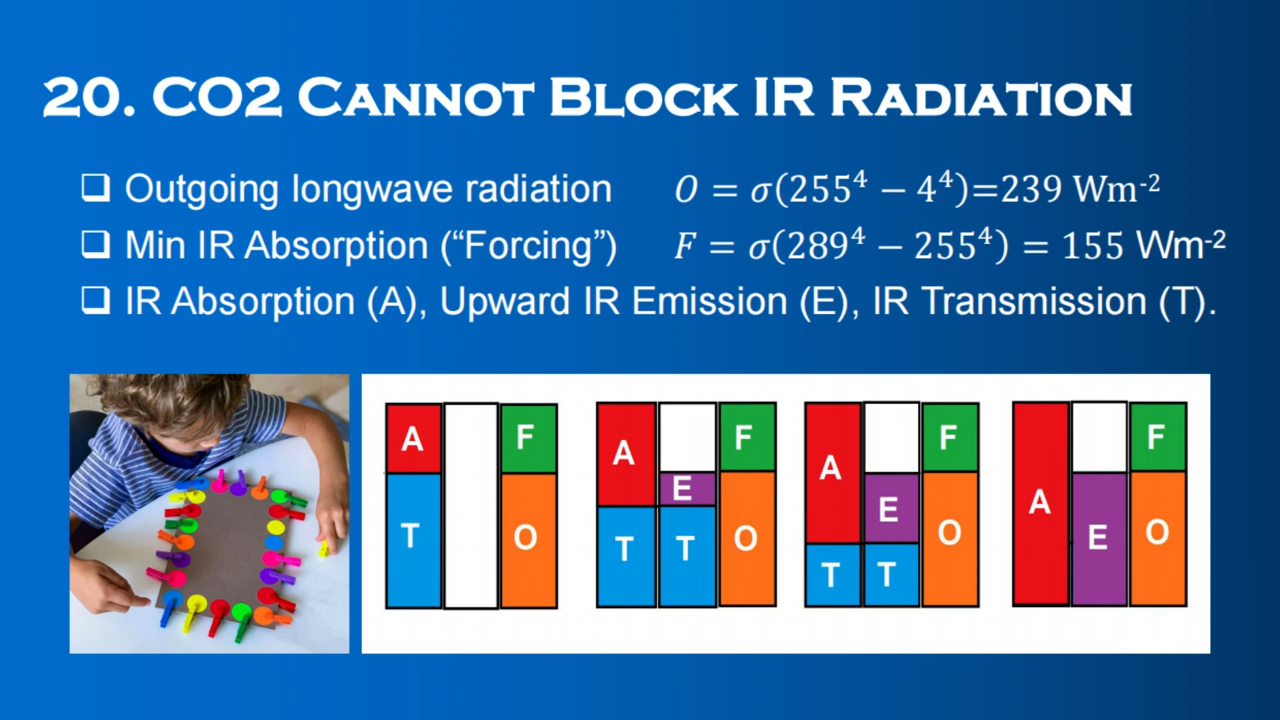 20. CO2 CANNOT BLOCK IR RADIATION
❑ Outgoing longwave radiation O = σ(255⁴ − 4⁴)=239 Wm⁻²
❑ Min IR Absorption (“Forcing”) F = σ(289⁴ − 255⁴) = 155 Wm⁻²
❑ IR Absorption (A), Upward IR Emission (E), IR Transmission (T).
A F A F A F A F
E E
T O T T O T T O E O